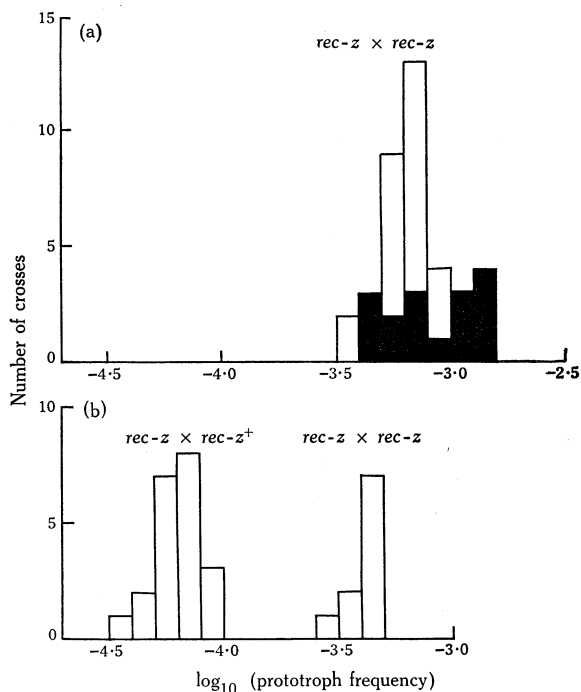 (a)
rec-z × rec-z
15
10
5
0
−4.5 −4.0 −3.5 −3.0 −2.5
Number of crosses
(b)
rec-z × rec-z⁺ rec-z × rec-z
10
5
0
−4.5 −4.0 −3.5 −3.0
log₁₀ (prototroph frequency)